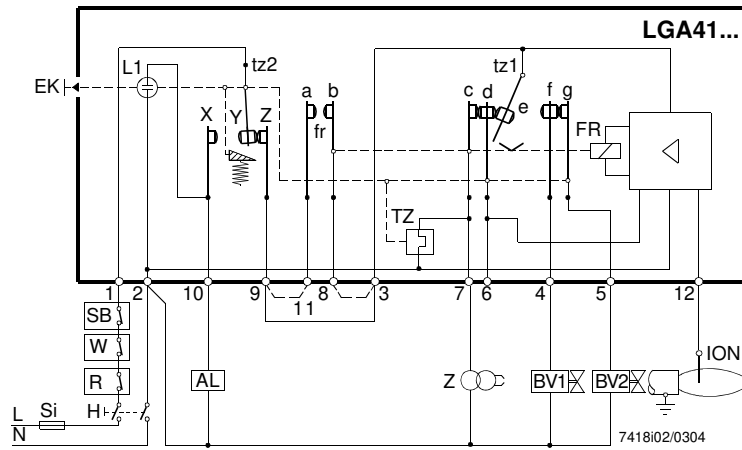 LGA41...
EK
L1
tz2
tz1
X
Y
Z
a
b
fr
c
d
e
f
g
FR
TZ
1
2
10
9
11
8
3
7
6
4
5
12
SB
W
R
H
L
Si
N
AL
Z
BV1
BV2
ION
7418i02/0304